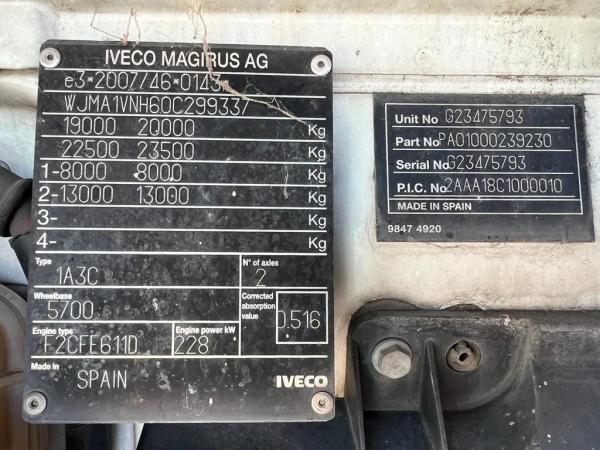 IVECO MAGIRUS AG
e3*2007/46*0143
WJMA1VNH60C299337
19000 20000 Kg
22500 23500 Kg
1-8000 8000 Kg
2-13000 13000 Kg
3- Kg
4- Kg
Type N° of axles
1A3C 2
Wheelbase Corrected absorption value
5700 0.516
Engine type Engine power kW
F2CFE611D 228
Made in
SPAIN IVECO
Unit No G23475793
Part No PA01000239230
Serial No G23475793
P.I.C. No 2AAA18C1000010
MADE IN SPAIN
9847 4920